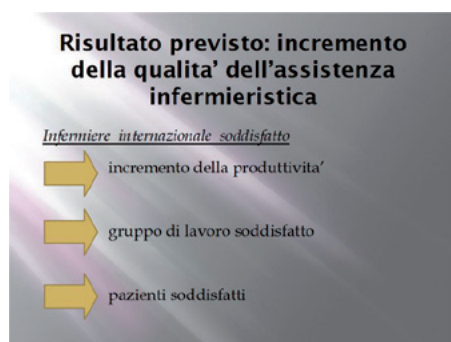 Risultato previsto: incremento
della qualita' dell'assistenza
infermieristica
Infermiere internazionale soddisfatto
incremento della produttivita'
gruppo di lavoro soddisfatto
pazienti soddisfatti